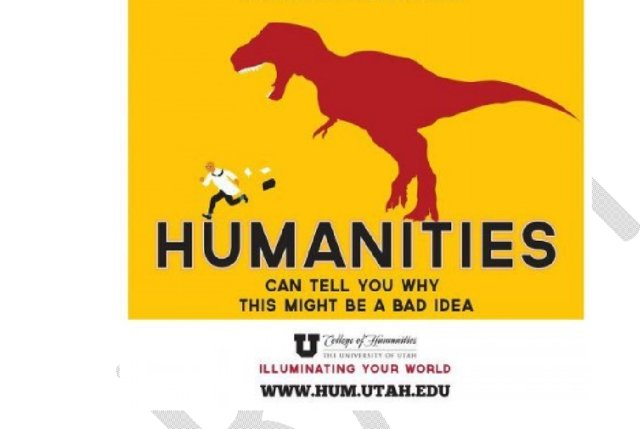 HUMANITIES
CAN TELL YOU WHY
THIS MIGHT BE A BAD IDEA
U College of Humanities
THE UNIVERSITY OF UTAH
ILLUMINATING YOUR WORLD
WWW.HUM.UTAH.EDU